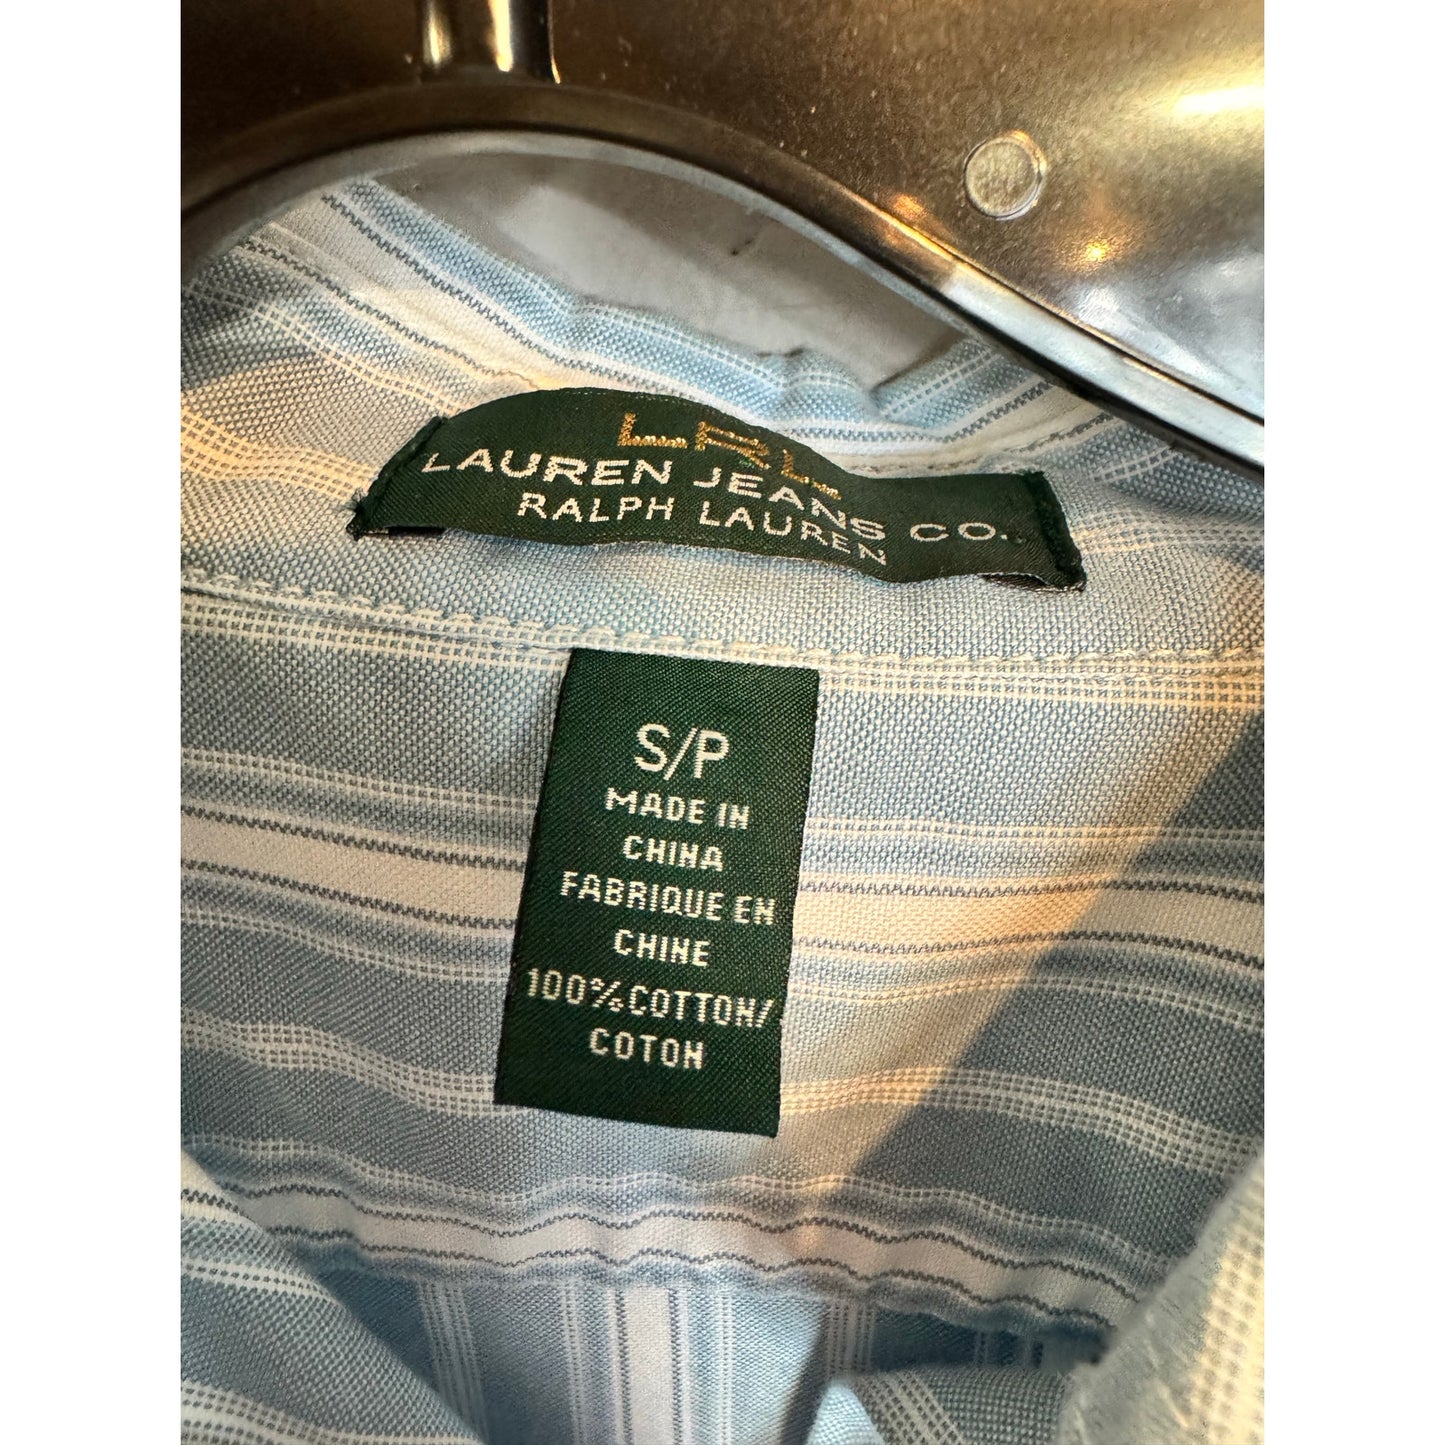 LRL
LAUREN JEANS CO.
RALPH LAUREN
S/P
MADE IN
CHINA
FABRIQUE EN
CHINE
100%COTTON/
COTON